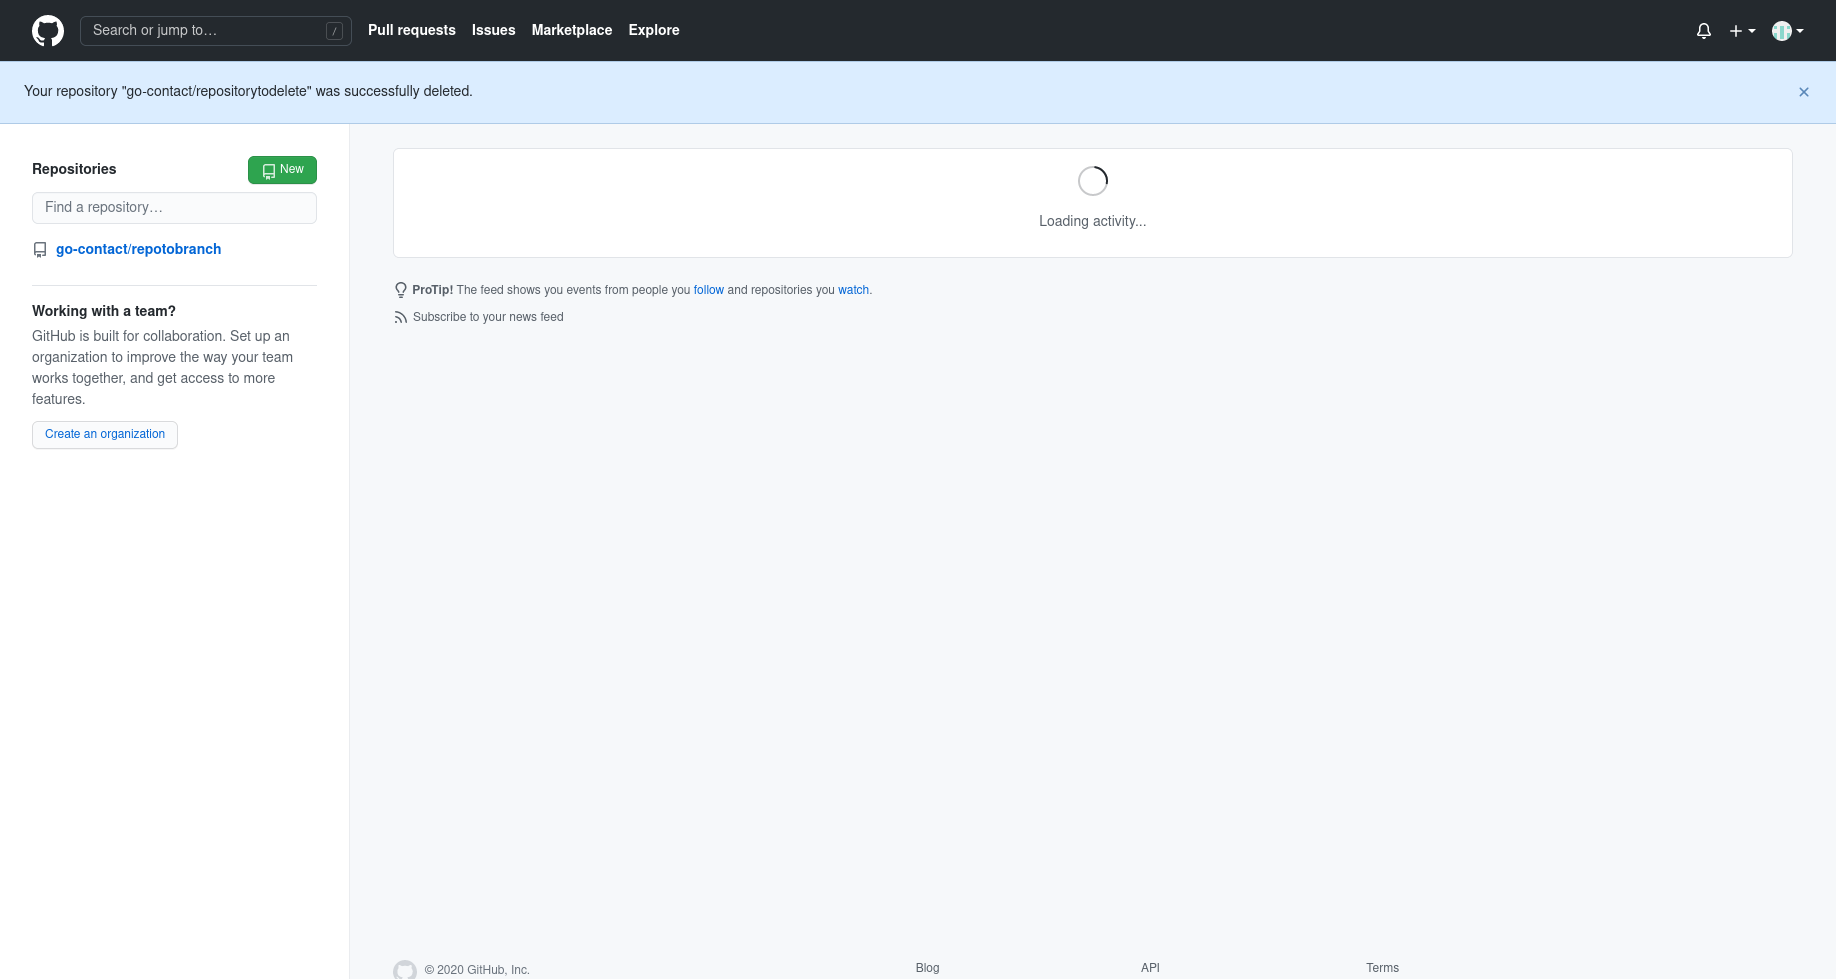 Search or jump to…
/
Pull requests
Issues
Marketplace
Explore
Your repository "go-contact/repositorytodelete" was successfully deleted.
Repositories
New
Find a repository…
go-contact/repotobranch
Working with a team?
GitHub is built for collaboration. Set up an
organization to improve the way your team
works together, and get access to more
features.
Create an organization
Loading activity...
ProTip! The feed shows you events from people you follow and repositories you watch.
Subscribe to your news feed
© 2020 GitHub, Inc.
Blog
API
Terms